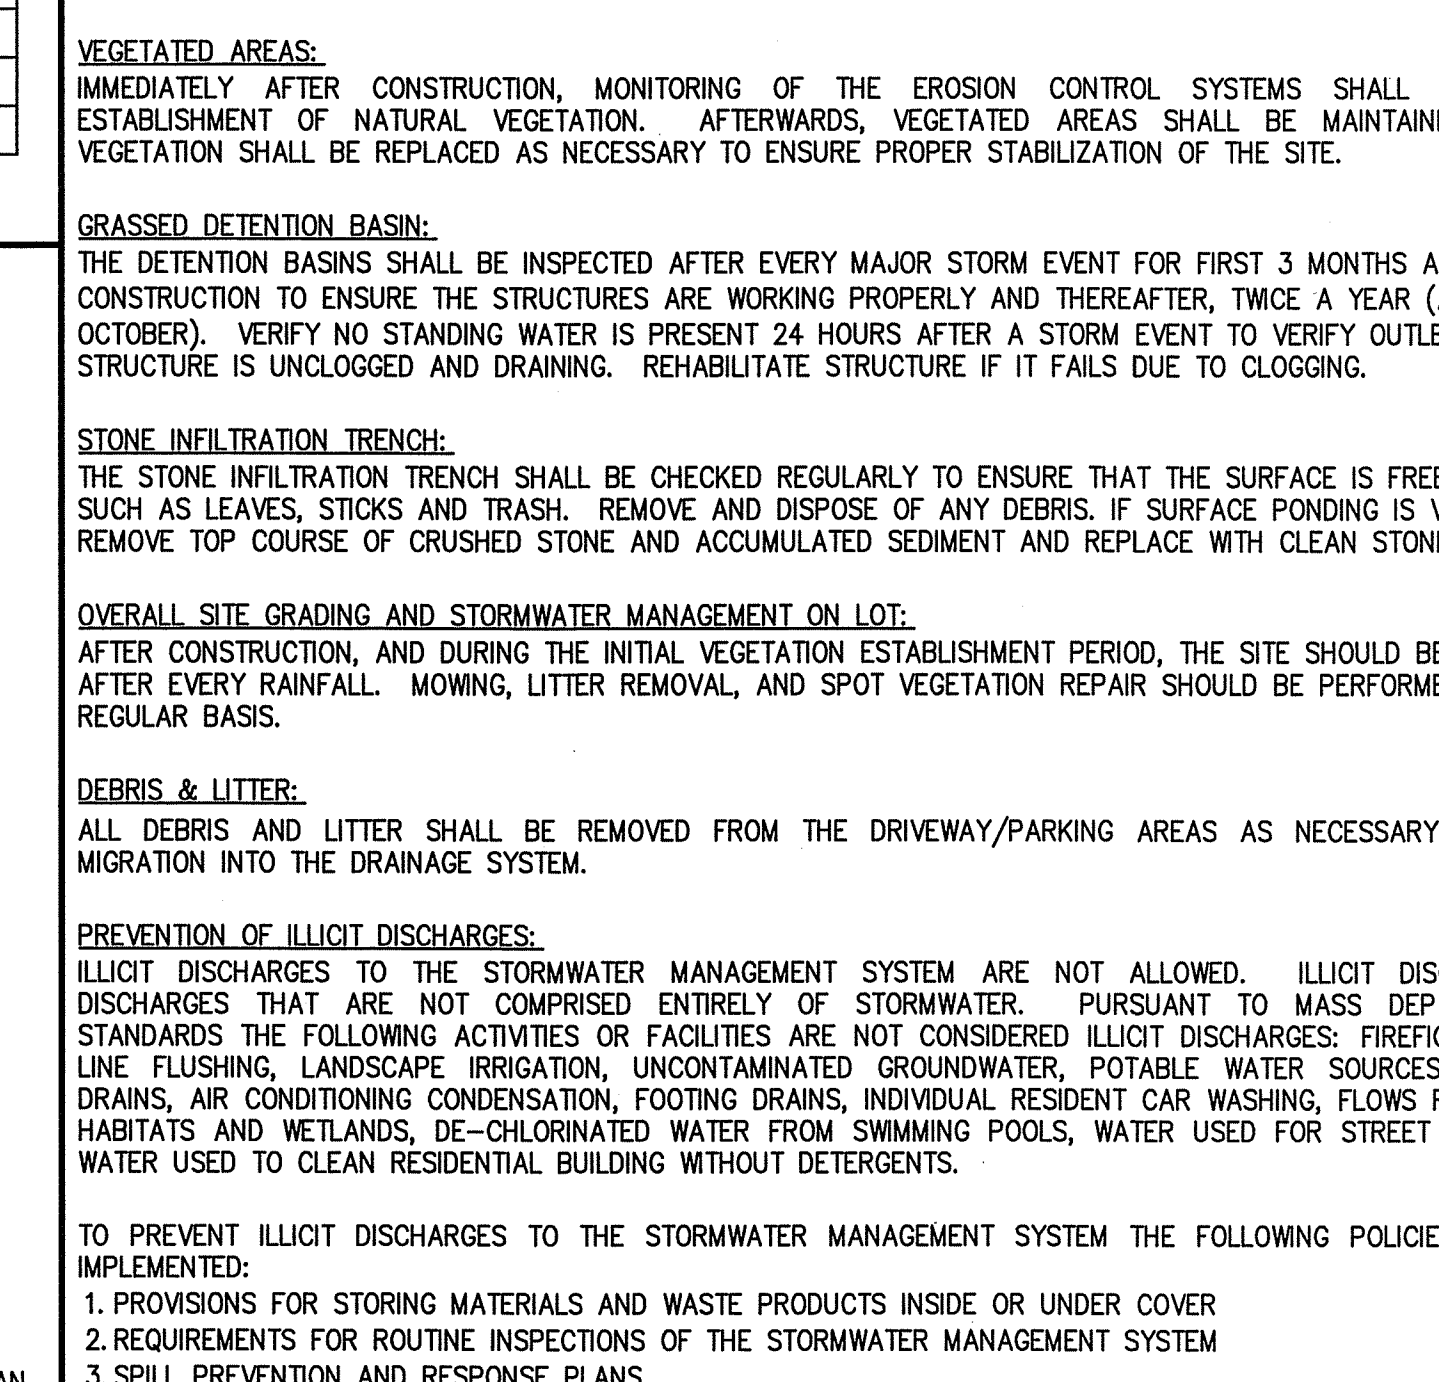 VEGETATED AREAS:
IMMEDIATELY AFTER CONSTRUCTION, MONITORING OF THE EROSION CONTROL SYSTEMS SHALL
ESTABLISHMENT OF NATURAL VEGETATION. AFTERWARDS, VEGETATED AREAS SHALL BE
VEGETATION SHALL BE REPLACED AS NECESSARY TO ENSURE PROPER STABILIZATION OF THE SITE.
GRASSED DETENTION BASIN:
THE DETENTION BASINS SHALL BE INSPECTED AFTER EVERY MAJOR STORM EVENT FOR FIRST 3 MONTHS
CONSTRUCTION TO ENSURE THE STRUCTURES ARE WORKING PROPERLY AND THEREAFTER, TWICE A YEAR
OCTOBER). VERIFY NO STANDING WATER IS PRESENT 24 HOURS AFTER A STORM EVENT TO VERIFY
STRUCTURE IS UNCLOGGED AND DRAINING. REHABILITATE STRUCTURE IF IT FAILS DUE TO CLOGGING.
STONE INFILTRATION TRENCH:
THE STONE INFILTRATION TRENCH SHALL BE CHECKED REGULARLY TO ENSURE THAT THE SURFACE IS FREE
SUCH AS LEAVES, STICKS AND TRASH. REMOVE AND DISPOSE OF ANY DEBRIS. IF SURFACE PONDING IS
REMOVE TOP COURSE OF CRUSHED STONE AND ACCUMULATED SEDIMENT AND REPLACE WITH CLEAN
OVERALL SITE GRADING AND STORMWATER MANAGEMENT ON LOT:
AFTER CONSTRUCTION, AND DURING THE INITIAL VEGETATION ESTABLISHMENT PERIOD, THE SITE SHOULD BE
AFTER EVERY RAINFALL. MOWING, LITTER REMOVAL, AND SPOT VEGETATION REPAIR SHOULD BE
REGULAR BASIS.
DEBRIS & LITTER:
ALL DEBRIS AND LITTER SHALL BE REMOVED FROM THE DRIVEWAY/PARKING AREAS AS NECESSARY
MIGRATION INTO THE DRAINAGE SYSTEM.
PREVENTION OF ILLICIT DISCHARGES:
ILLICIT DISCHARGES TO THE STORMWATER MANAGEMENT SYSTEM ARE NOT ALLOWED. ILLICIT
DISCHARGES THAT ARE NOT COMPRISED ENTIRELY OF STORMWATER. PURSUANT TO MASS DEP
STANDARDS THE FOLLOWING ACTIVITIES OR FACILITIES ARE NOT CONSIDERED ILLICIT DISCHARGES:
LINE FLUSHING, LANDSCAPE IRRIGATION, UNCONTAMINATED GROUNDWATER, POTABLE WATER SOURCES
DRAINS, AIR CONDITIONING CONDENSATION, FOOTING DRAINS, INDIVIDUAL RESIDENT CAR WASHING, FLOWS
HABITATS AND WETLANDS, DE-CHLORINATED WATER FROM SWIMMING POOLS, WATER USED FOR STREET
WATER USED TO CLEAN RESIDENTIAL BUILDING WITHOUT DETERGENTS.
TO PREVENT ILLICIT DISCHARGES TO THE STORMWATER MANAGEMENT SYSTEM THE FOLLOWING
IMPLEMENTED:
1. PROVISIONS FOR STORING MATERIALS AND WASTE PRODUCTS INSIDE OR UNDER COVER
2. REQUIREMENTS FOR ROUTINE INSPECTIONS OF THE STORMWATER MANAGEMENT SYSTEM
3. SPILL PREVENTION AND RESPONSE PLANS